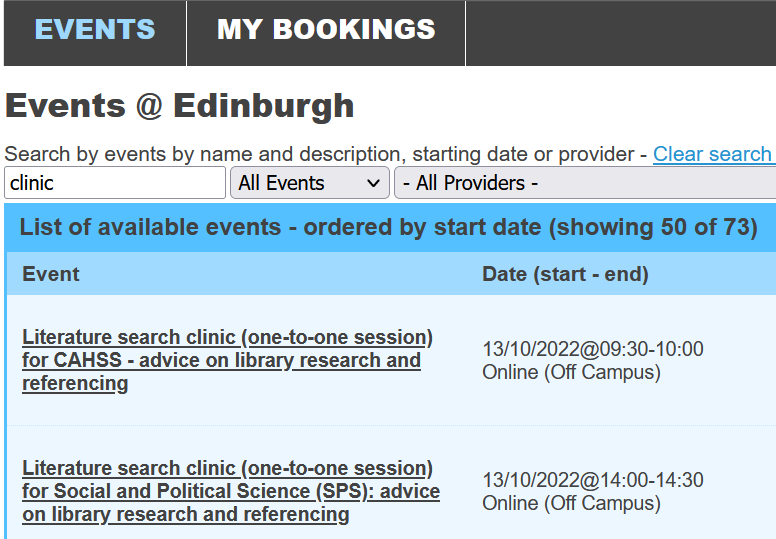 EVENTS MY BOOKINGS
Events @ Edinburgh
Search by events by name and description, starting date or provider - Clear search
clinic All Events - All Providers -
List of available events - ordered by start date (showing 50 of 73)
Event Date (start - end)
Literature search clinic (one-to-one session)
for CAHSS - advice on library research and
referencing
13/10/2022@09:30-10:00
Online (Off Campus)
Literature search clinic (one-to-one session)
for Social and Political Science (SPS): advice
on library research and referencing
13/10/2022@14:00-14:30
Online (Off Campus)